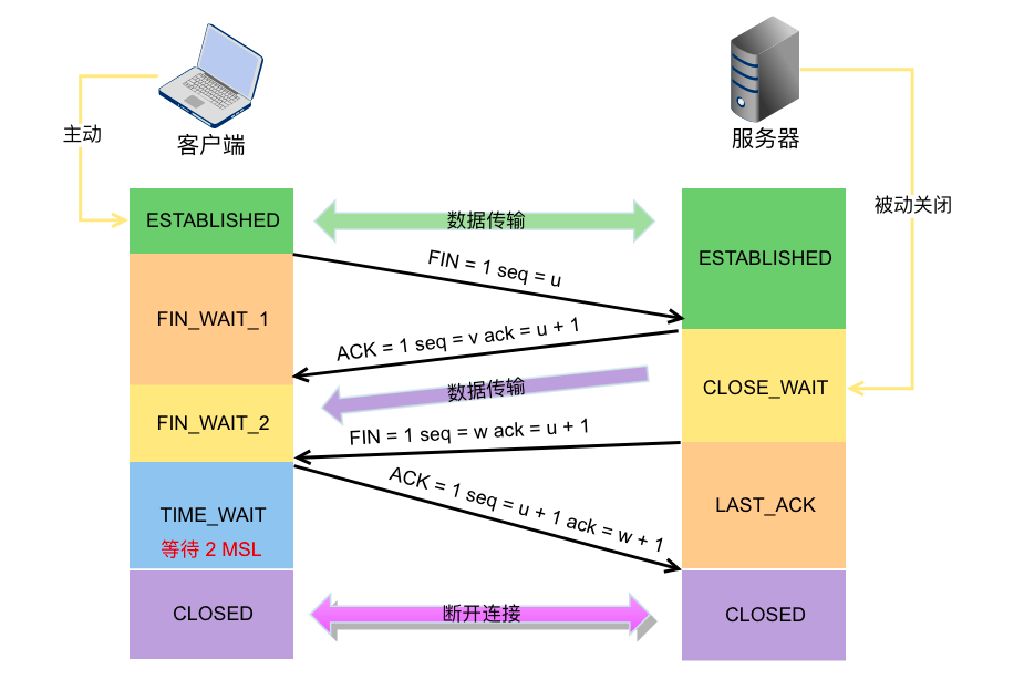 主动
客户端
服务器
被动关闭
ESTABLISHED
数据传输
ESTABLISHED
FIN = 1 seq = u
FIN_WAIT_1
ACK = 1 seq = v ack = u + 1
数据传输
CLOSE_WAIT
FIN_WAIT_2
FIN = 1 seq = w ack = u + 1
ACK = 1 seq = u + 1 ack = w + 1
TIME_WAIT
等待 2 MSL
LAST_ACK
CLOSED
断开连接
CLOSED